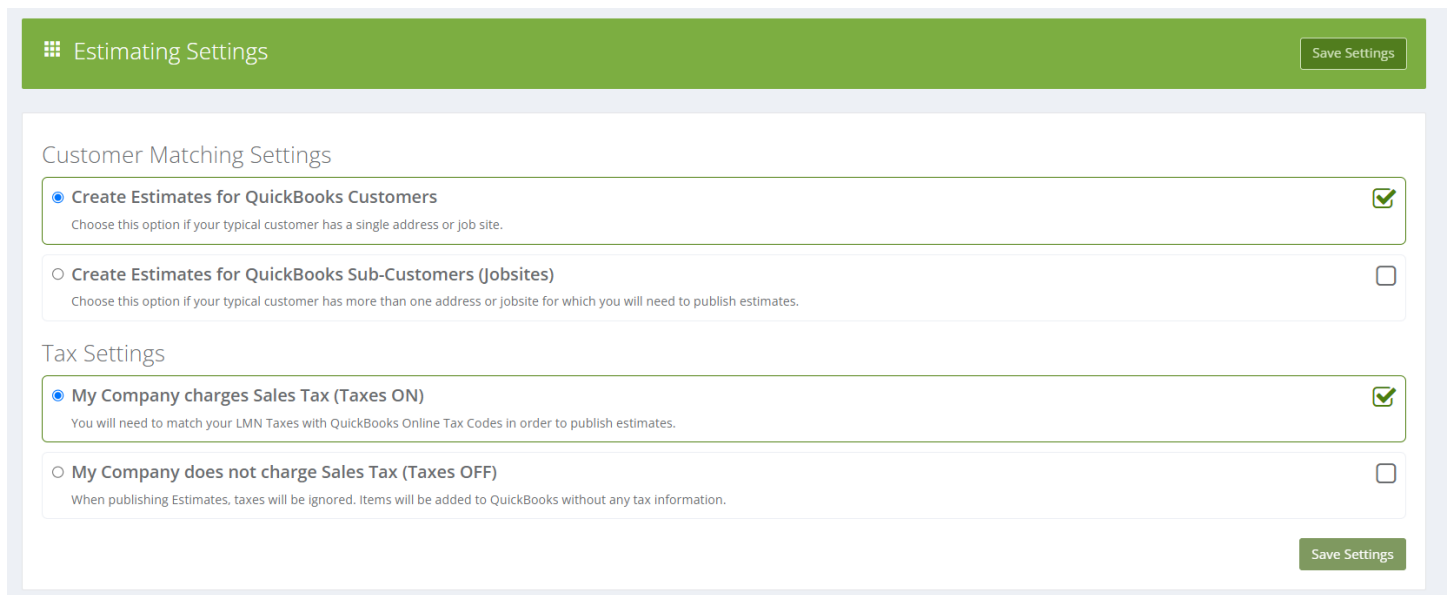 Estimating Settings
Save Settings
Customer Matching Settings
Create Estimates for QuickBooks Customers
Choose this option if your typical customer has a single address or job site.
Create Estimates for QuickBooks Sub-Customers (Jobsites)
Choose this option if your typical customer has more than one address or jobsite for which you will need to publish estimates.
Tax Settings
My Company charges Sales Tax (Taxes ON)
You will need to match your LMN Taxes with QuickBooks Online Tax Codes in order to publish estimates.
My Company does not charge Sales Tax (Taxes OFF)
When publishing Estimates, taxes will be ignored. Items will be added to QuickBooks without any tax information.
Save Settings